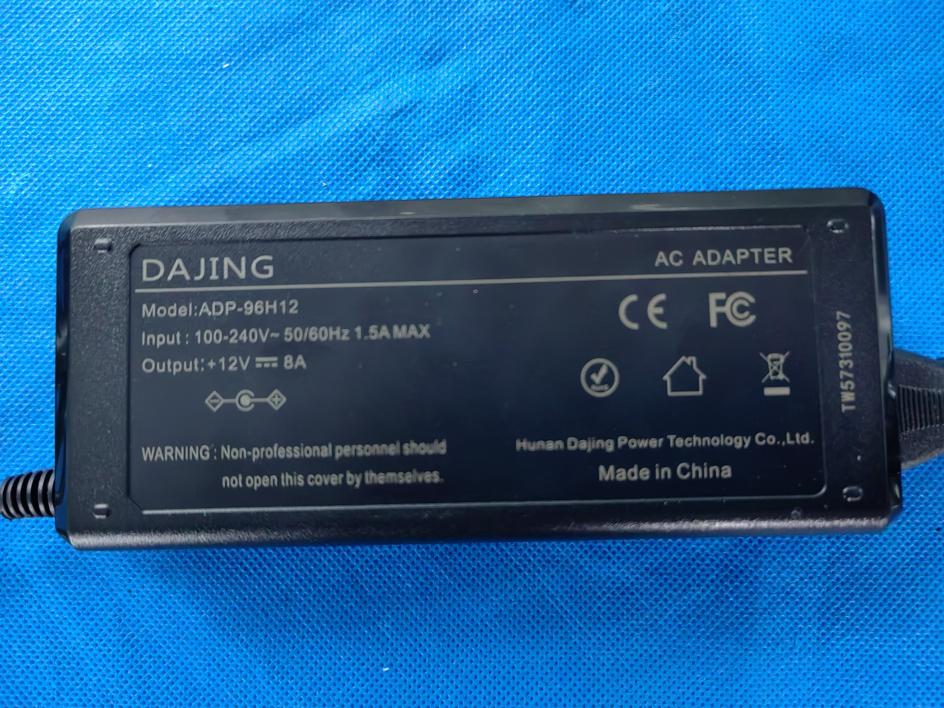 DAJING
AC ADAPTER
Model:ADP-96H12
Input : 100-240V~ 50/60Hz 1.5A MAX
Output:+12V ⎓ 8A
CE FC
RoHS
WARNING : Non-professional personnel should
not open this cover by themselves.
Hunan Dajing Power Technology Co.,Ltd.
Made in China
TW57310097